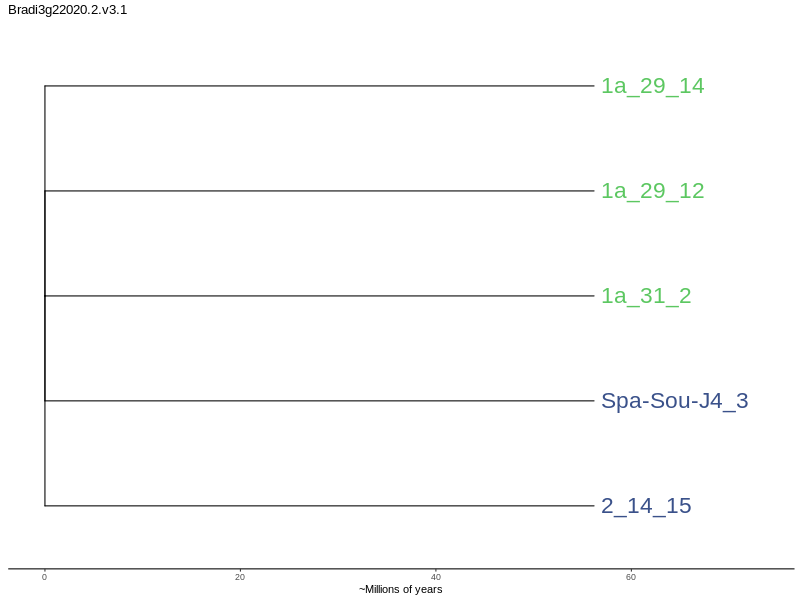 Bradi3g22020.2.v3.1
1a_29_14
1a_29_12
1a_31_2
Spa-Sou-J4_3
2_14_15
0 20 40 60
~Millions of years